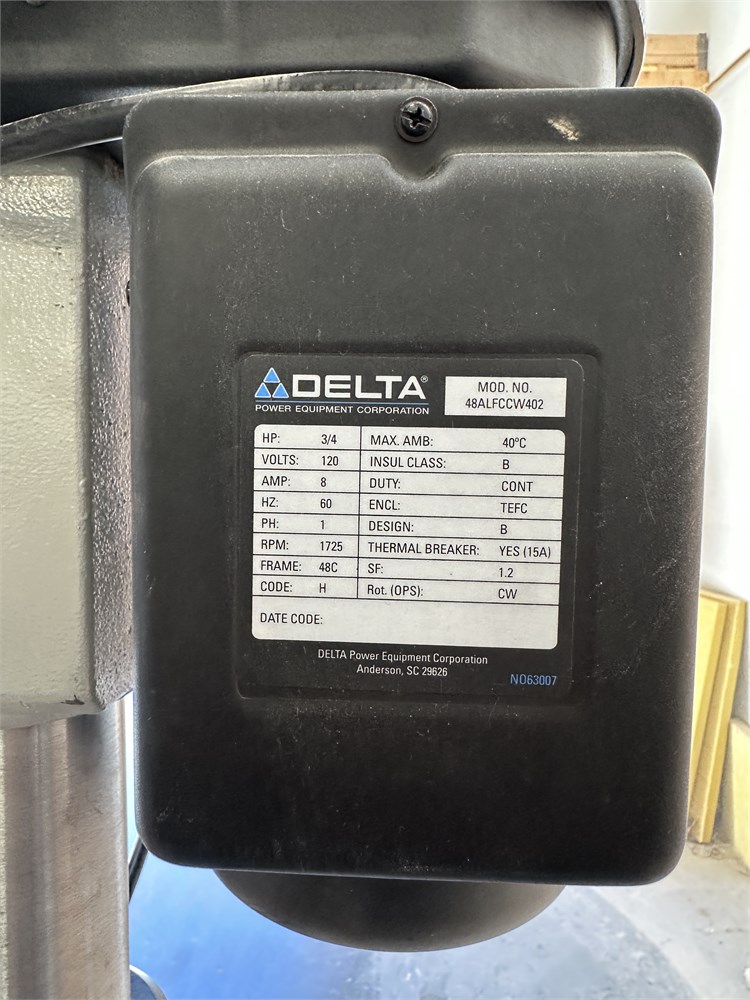 DELTA®
POWER EQUIPMENT CORPORATION
MOD. NO.
48ALFCCW402
HP: 3/4 MAX. AMB: 40°C
VOLTS: 120 INSUL CLASS: B
AMP: 8 DUTY: CONT
HZ: 60 ENCL: TEFC
PH: 1 DESIGN: B
RPM: 1725 THERMAL BREAKER: YES (15A)
FRAME: 48C SF: 1.2
CODE: H Rot. (OPS): CW
DATE CODE:
DELTA Power Equipment Corporation
Anderson, SC 29626
NO63007